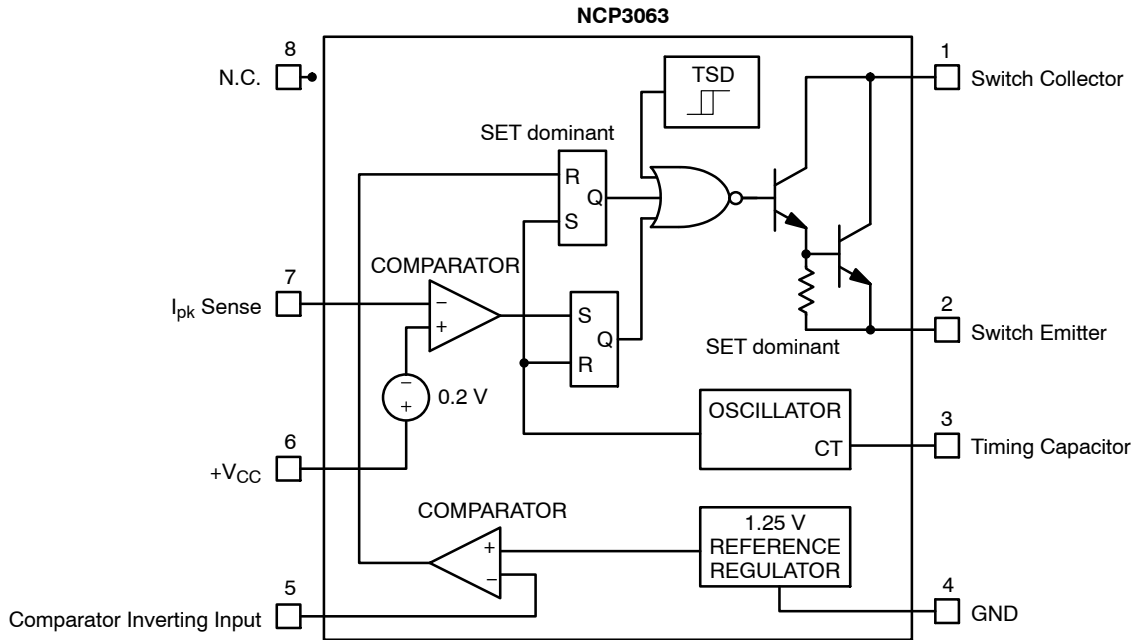 NCP3063
8
N.C.
1
Switch Collector
TSD
SET dominant
R
Q
S
COMPARATOR
7
Ipk Sense
−
+
S
Q
R
2
Switch Emitter
SET dominant
−
+
0.2 V
OSCILLATOR
CT
3
Timing Capacitor
6
+VCC
COMPARATOR
+
−
1.25 V
REFERENCE
REGULATOR
5
Comparator Inverting Input
4
GND